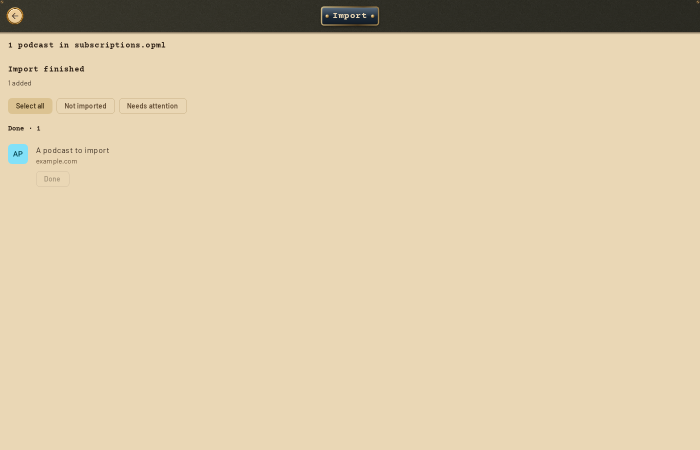 Import
1 podcast in subscriptions.opml
Import finished
1 added
Select all
Not imported
Needs attention
Done · 1
AP
A podcast to import
example.com
Done